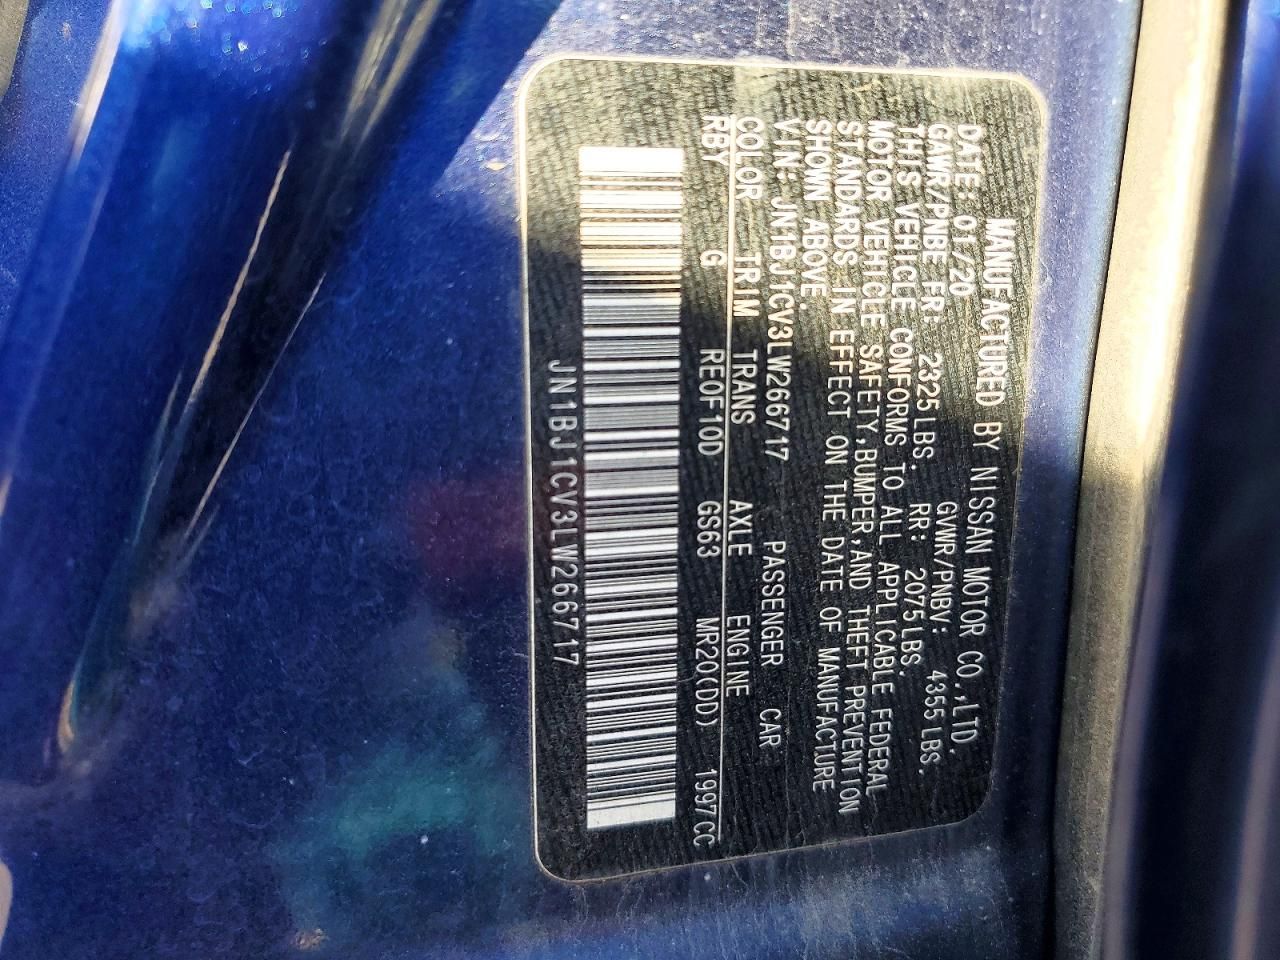 MANUFACTURED BY NISSAN MOTOR CO.,LTD.
DATE: 01/20 GVWR/PNBV: 4355 LBS.
GAWR/PNBE FR: 2325 LBS. RR: 2075 LBS.
THIS VEHICLE CONFORMS TO ALL APPLICABLE FEDERAL
MOTOR VEHICLE SAFETY,BUMPER,AND THEFT PREVENTION
STANDARDS IN EFFECT ON THE DATE OF MANUFACTURE
SHOWN ABOVE.
VIN: JN1BJ1CV3LW266717 PASSENGER CAR
COLOR TRIM TRANS AXLE ENGINE
RBY G RE0F10D GS63 MR20(DD) 1997CC
JN1BJ1CV3LW266717